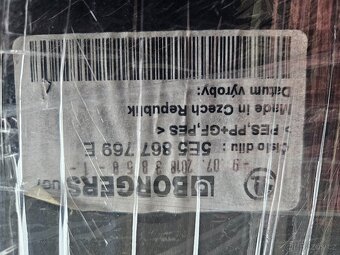 BORGERS
- 9. 07. 2018
Číslo dílu: 5E5 867 769 E
> PES,PP+GF,PES <
Made in Czech Republik
Datum výroby: